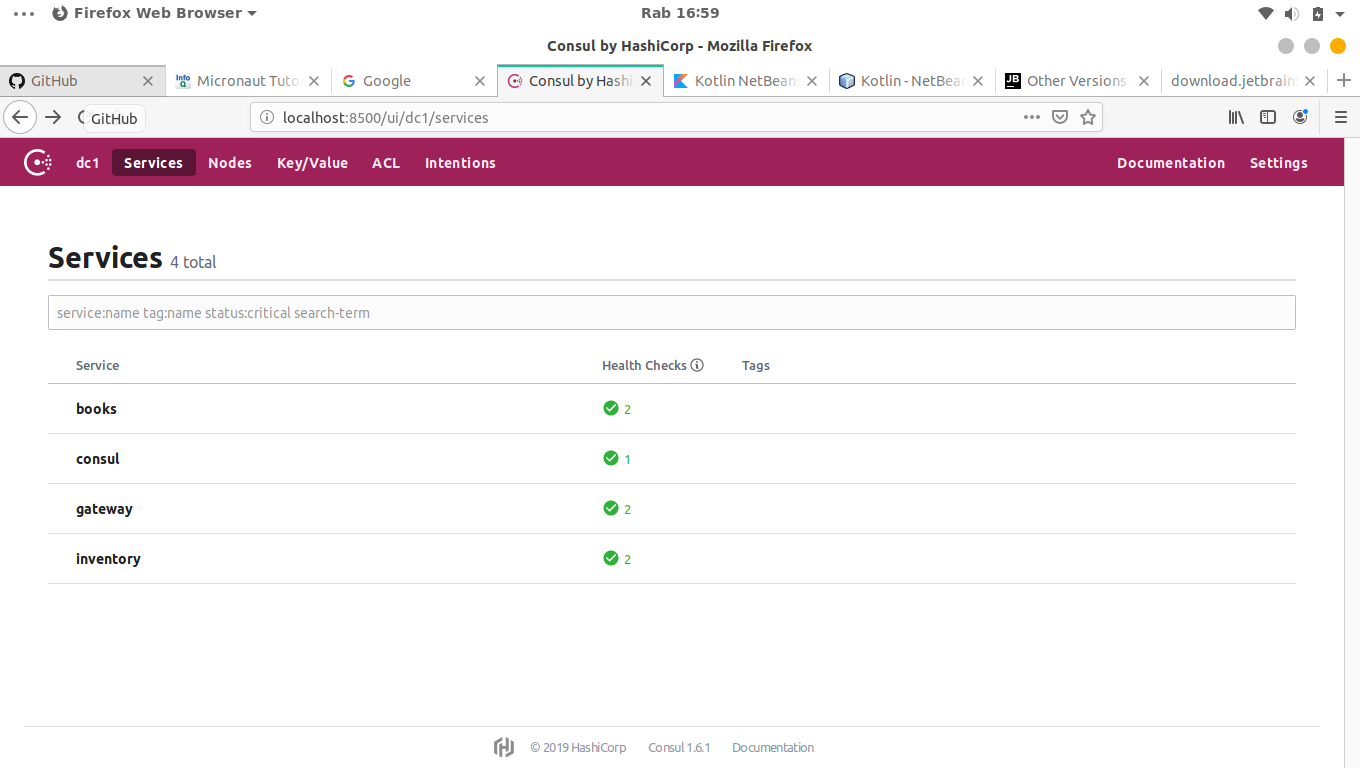 Firefox Web Browser Rab 16:59
Consul by HashiCorp - Mozilla Firefox
GitHub Micronaut Tuto Google Consul by Hashi Kotlin NetBeans Kotlin - NetBean Other Versions download.jetbrain
GitHub localhost:8500/ui/dc1/services
dc1 Services Nodes Key/Value ACL Intentions Documentation Settings
Services 4 total
service:name tag:name status:critical search-term
Service Health Checks Tags
books 2
consul 1
gateway 2
inventory 2
© 2019 HashiCorp Consul 1.6.1 Documentation